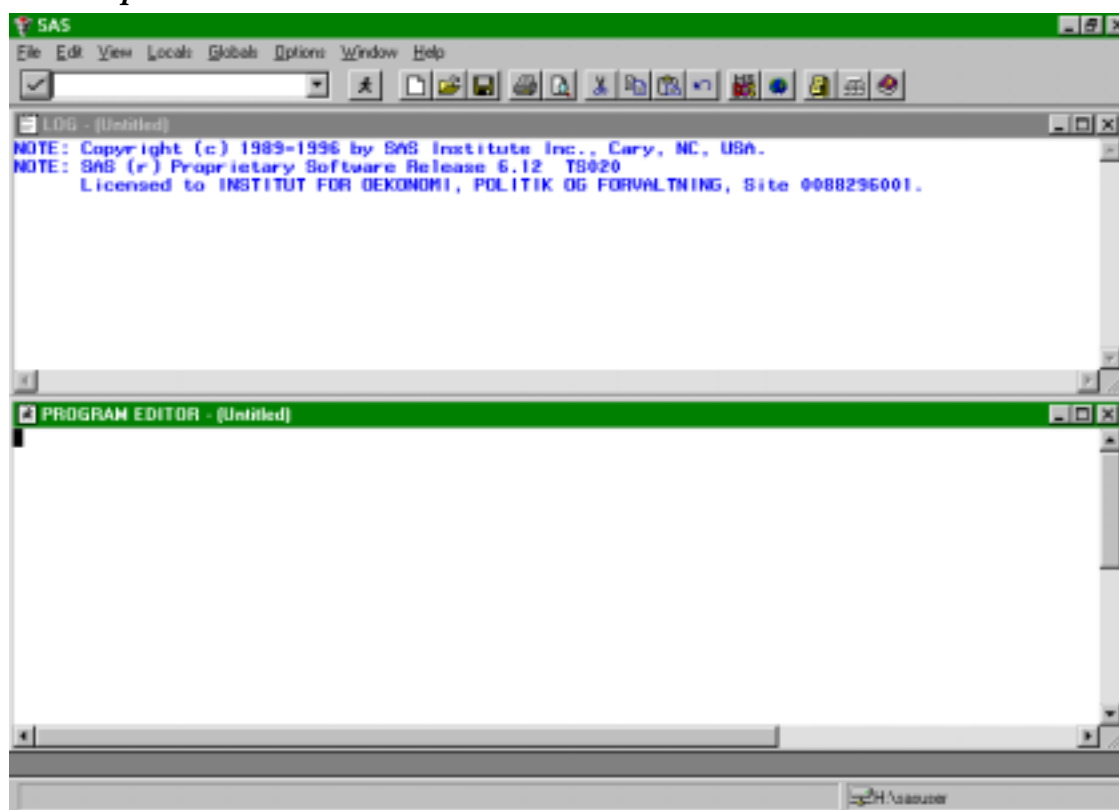 SAS
File Edit View Locals Globals Options Window Help
LOG - (Untitled)
NOTE: Copyright (c) 1989-1996 by SAS Institute Inc., Cary, NC, USA.
NOTE: SAS (r) Proprietary Software Release 6.12 TS020
Licensed to INSTITUT FOR OEKONOMI, POLITIK OG FORVALTNING, Site 0088296001.
PROGRAM EDITOR - (Untitled)
H:\sasuser